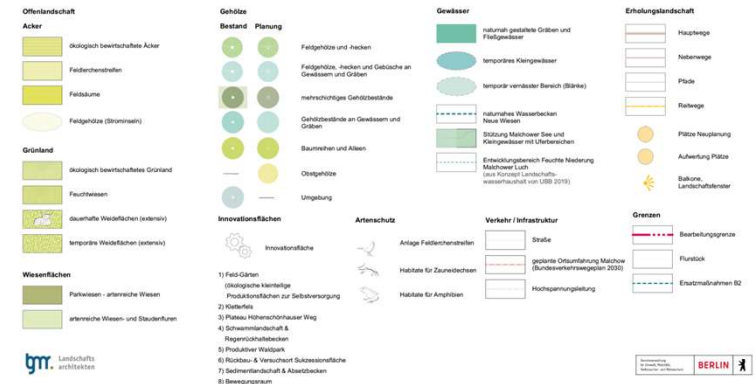 Offenlandschaft
Acker
ökologisch bewirtschaftete Äcker
Feldlerchenstreifen
Feldsäume
Feldgehölze (Strominseln)
Grünland
ökologisch bewirtschaftetes Grünland
Feuchtwiesen
dauerhafte Weideflächen (extensiv)
temporäre Weideflächen (extensiv)
Wiesenflächen
Parkwiesen - artenreiche Wiesen
artenreiche Wiesen- und Staudenfluren
Gehölze
Bestand Planung
Feldgehölze und -hecken
Feldgehölze, -hecken und Gebüsche an
Gewässern und Gräben
mehrschichtiges Gehölzbestände
Gehölzbestände an Gewässern und
Gräben
Baumreihen und Alleen
Obstgehölze
Umgebung
Gewässer
naturnah gestaltete Gräben und
Fließgewässer
temporäres Kleingewässer
temporär vernässter Bereich (Blänke)
naturnahes Wasserbecken
Neue Wiesen
Stützung Malchower See und
Kleingewässer mit Uferbereichen
Entwicklungsbereich Feuchte Niederung
Malchower Luch
(aus Konzept Landschafts-
wasserhaushalt von UBB 2019)
Erholungslandschaft
Hauptwege
Nebenwege
Pfade
Reitwege
Plätze Neuplanung
Aufwertung Plätze
Balkone,
Landschaftsfenster
Innovationsflächen
Innovationsfläche
1) Feld-Gärten
(ökologische kleinteilige
Produktionsflächen zur Selbstversorgung
2) Kletterfels
3) Plateau Hohenschönhauser Weg
4) Schwammlandschaft &
Regenrückhaltebecken
5) Produktiver Waldpark
6) Rückbau- & Versuchsort Sukzessionsfläche
7) Sedimentlandschaft & Absetzbecken
8) Bewegungsraum
Artenschutz
Anlage Feldlerchenstreifen
Habitate für Zauneidechsen
Habitate für Amphibien
Verkehr / Infrastruktur
Straße
geplante Ortsumfahrung Malchow
(Bundesverkehrswegeplan 2030)
Hochspannungsleitung
Grenzen
Bearbeitungsgrenze
Flurstück
Ersatzmaßnahmen B2
bgmr. Landschafts
architekten
BERLIN